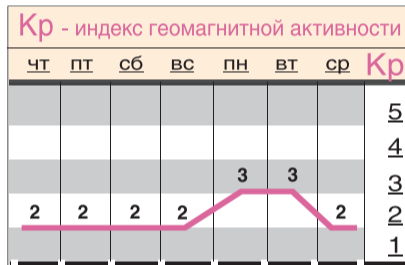 Кр - индекс геомагнитной активности
чт пт сб вс пн вт ср Кр
5
4
3 3 3
2 2 2 2 2 2
1